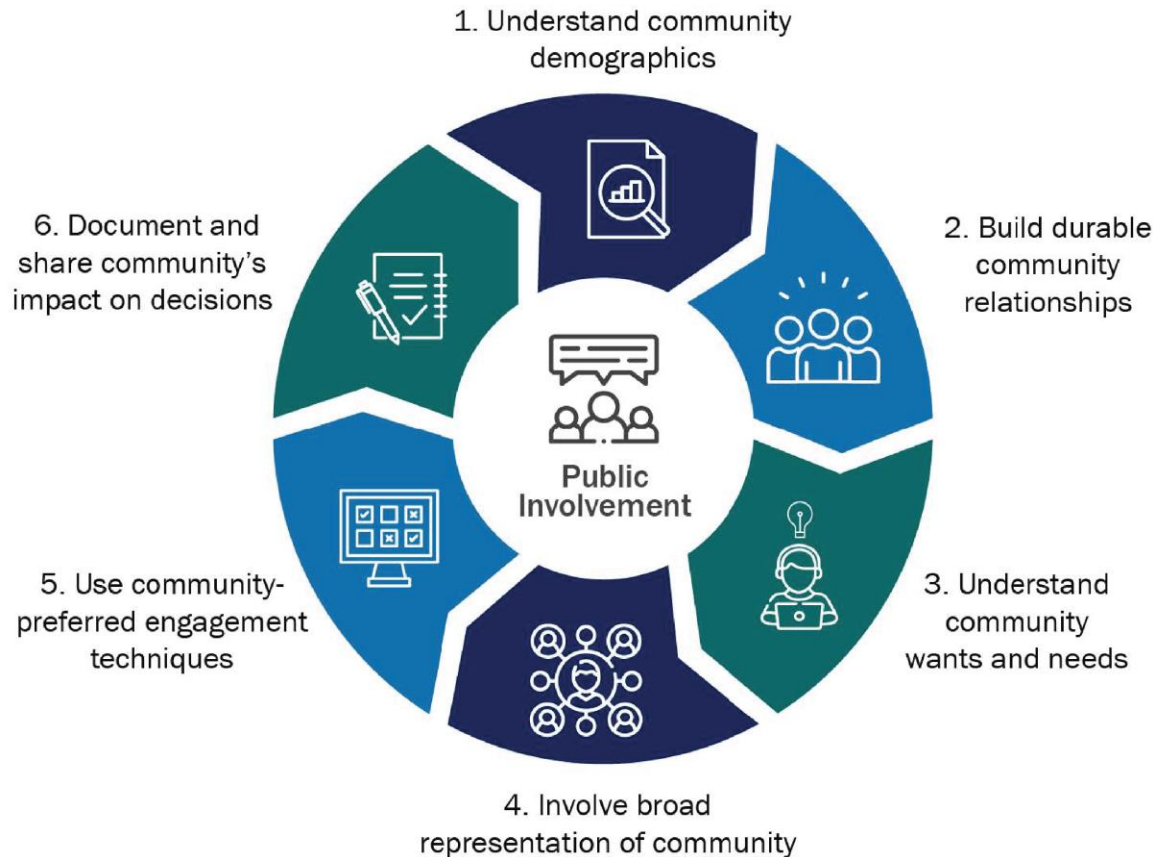 1. Understand community
demographics
2. Build durable
community
relationships
3. Understand
community
wants and needs
4. Involve broad
representation of community
5. Use community-
preferred engagement
techniques
6. Document and
share community’s
impact on decisions
Public
Involvement